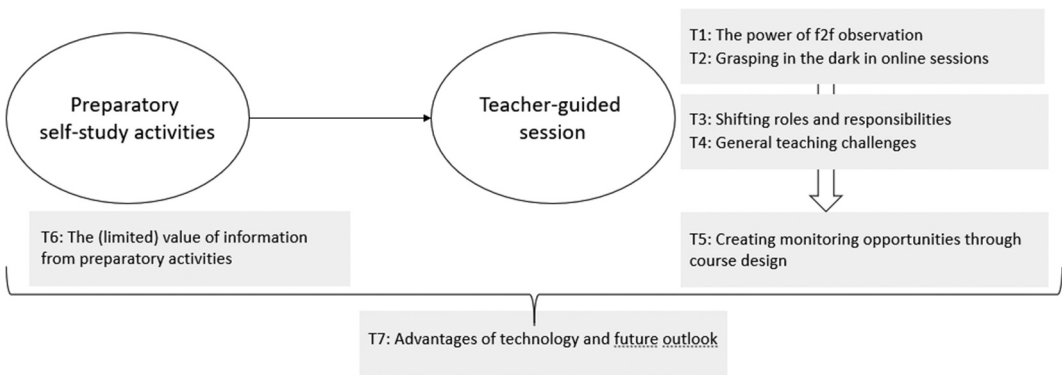 Preparatory
self-study activities
Teacher-guided
session
T1: The power of f2f observation
T2: Grasping in the dark in online sessions
T3: Shifting roles and responsibilities
T4: General teaching challenges
T5: Creating monitoring opportunities through
course design
T6: The (limited) value of information
from preparatory activities
T7: Advantages of technology and future outlook